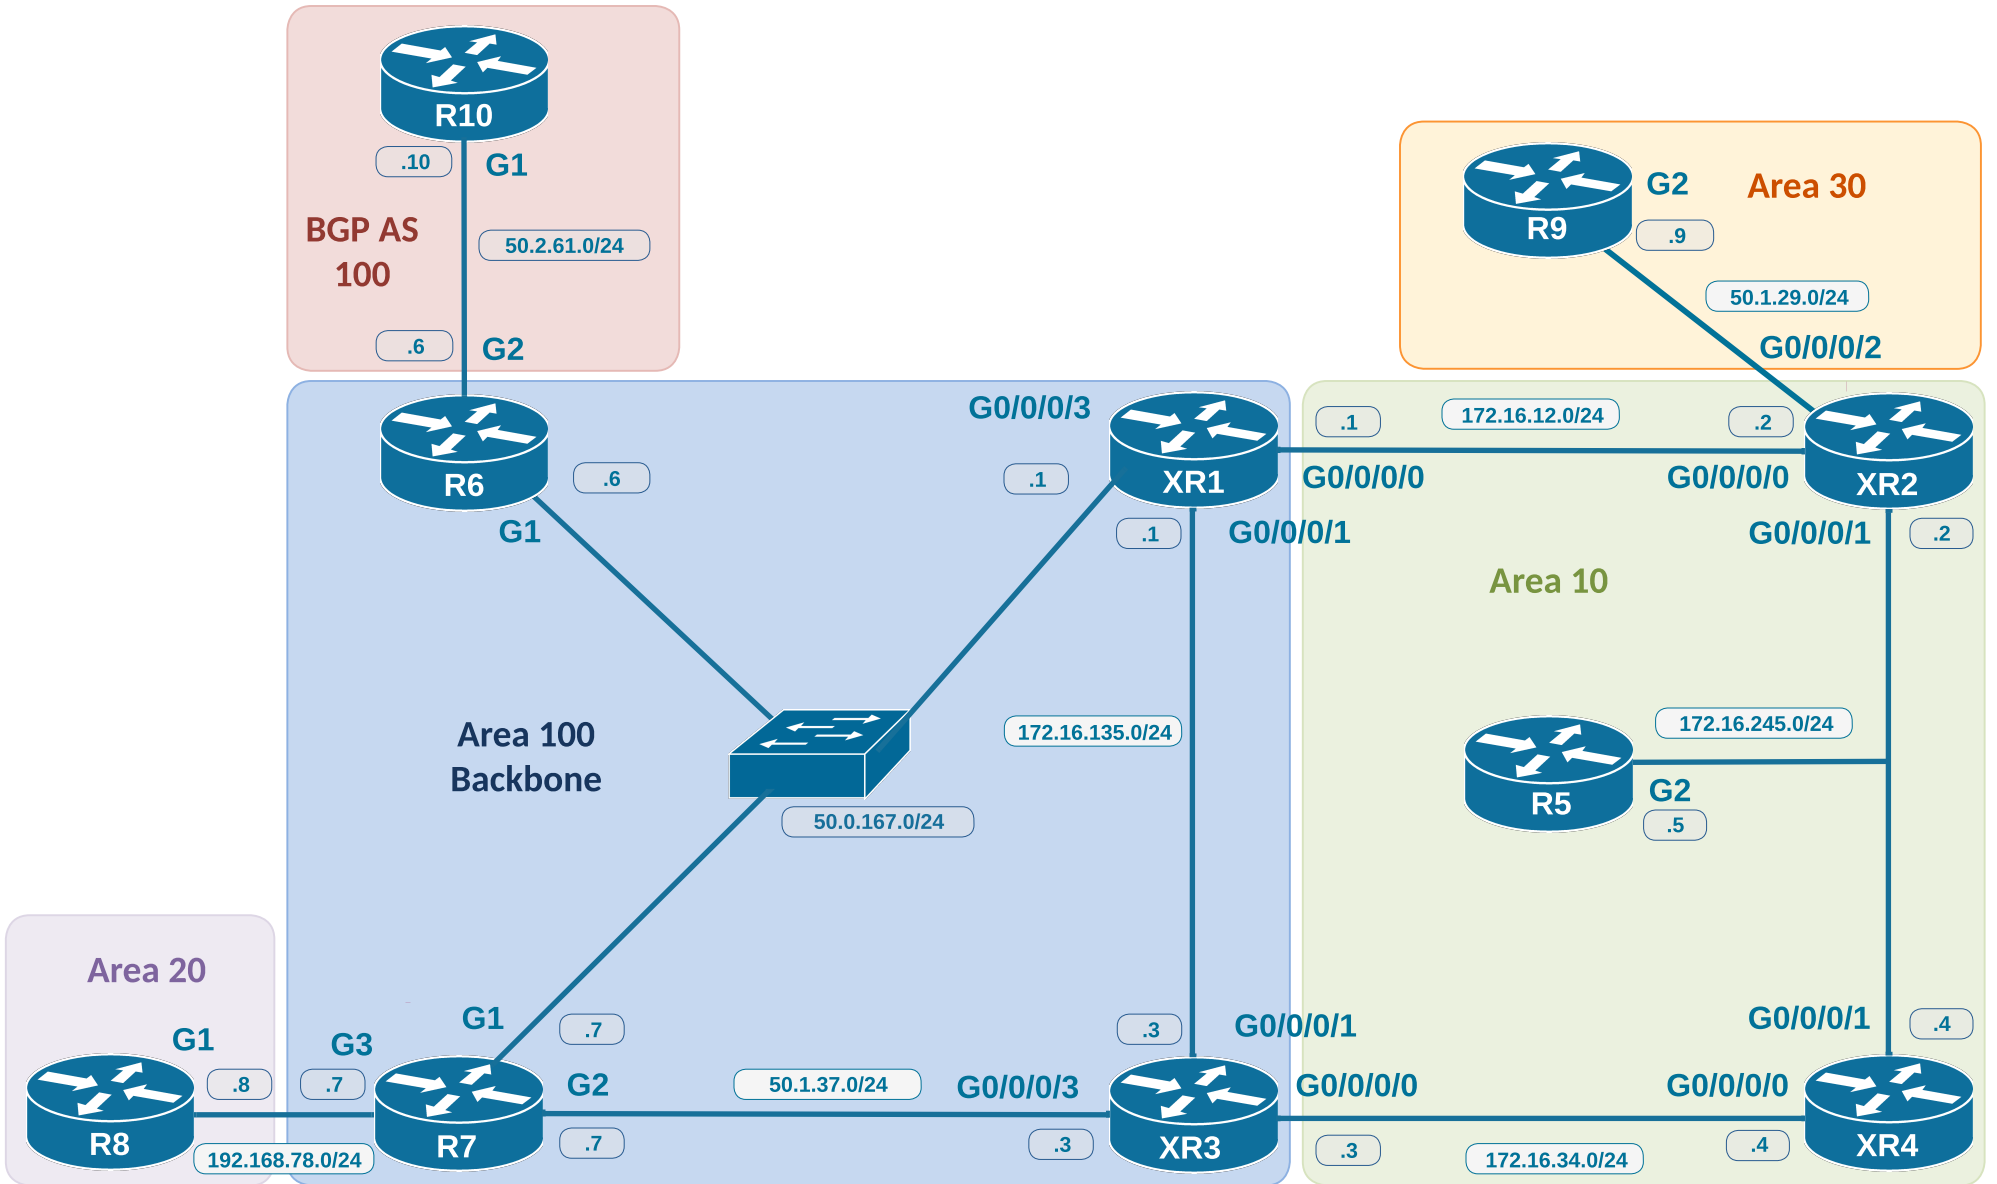 R10
.10
G1
BGP AS
100
50.2.61.0/24
.6
G2
R9
G2
Area 30
.9
50.1.29.0/24
G0/0/0/2
R6
.6
G1
G0/0/0/3
.1
XR1
.1
G0/0/0/1
.1
172.16.12.0/24
.2
G0/0/0/0
G0/0/0/0
XR2
G0/0/0/1
.2
Area 10
Area 100
Backbone
172.16.135.0/24
50.0.167.0/24
172.16.245.0/24
R5
G2
.5
Area 20
G1
.8
R8
192.168.78.0/24
G3
.7
G1
.7
R7
G2
.7
50.1.37.0/24
G0/0/0/3
.3
.3
G0/0/0/1
XR3
G0/0/0/0
.3
172.16.34.0/24
G0/0/0/0
.4
G0/0/0/1
.4
XR4